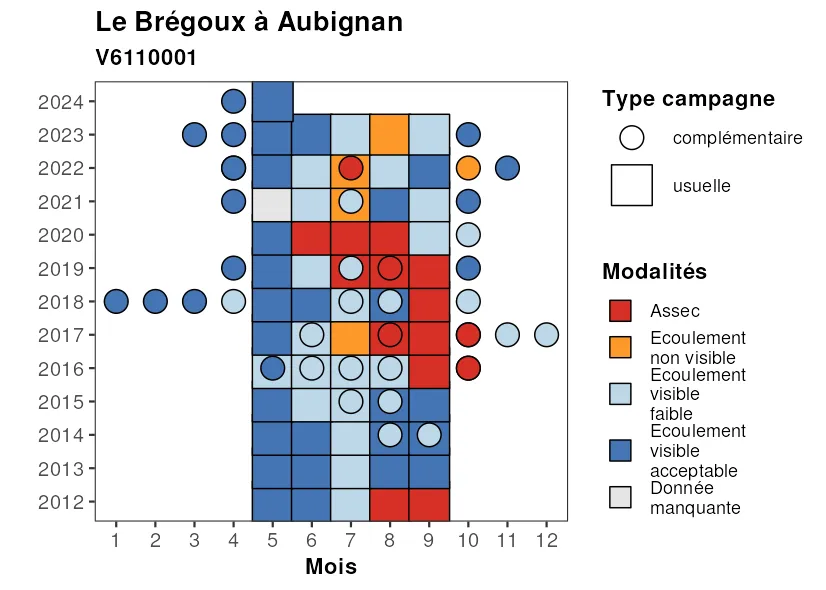 Le Brégoux à Aubignan
V6110001
2024
2023
2022
2021
2020
2019
2018
2017
2016
2015
2014
2013
2012
1 2 3 4 5 6 7 8 9 10 11 12
Mois
Type campagne
complémentaire
usuelle
Modalités
Assec
Ecoulement
non visible
Ecoulement
visible
faible
Ecoulement
visible
acceptable
Donnée
manquante